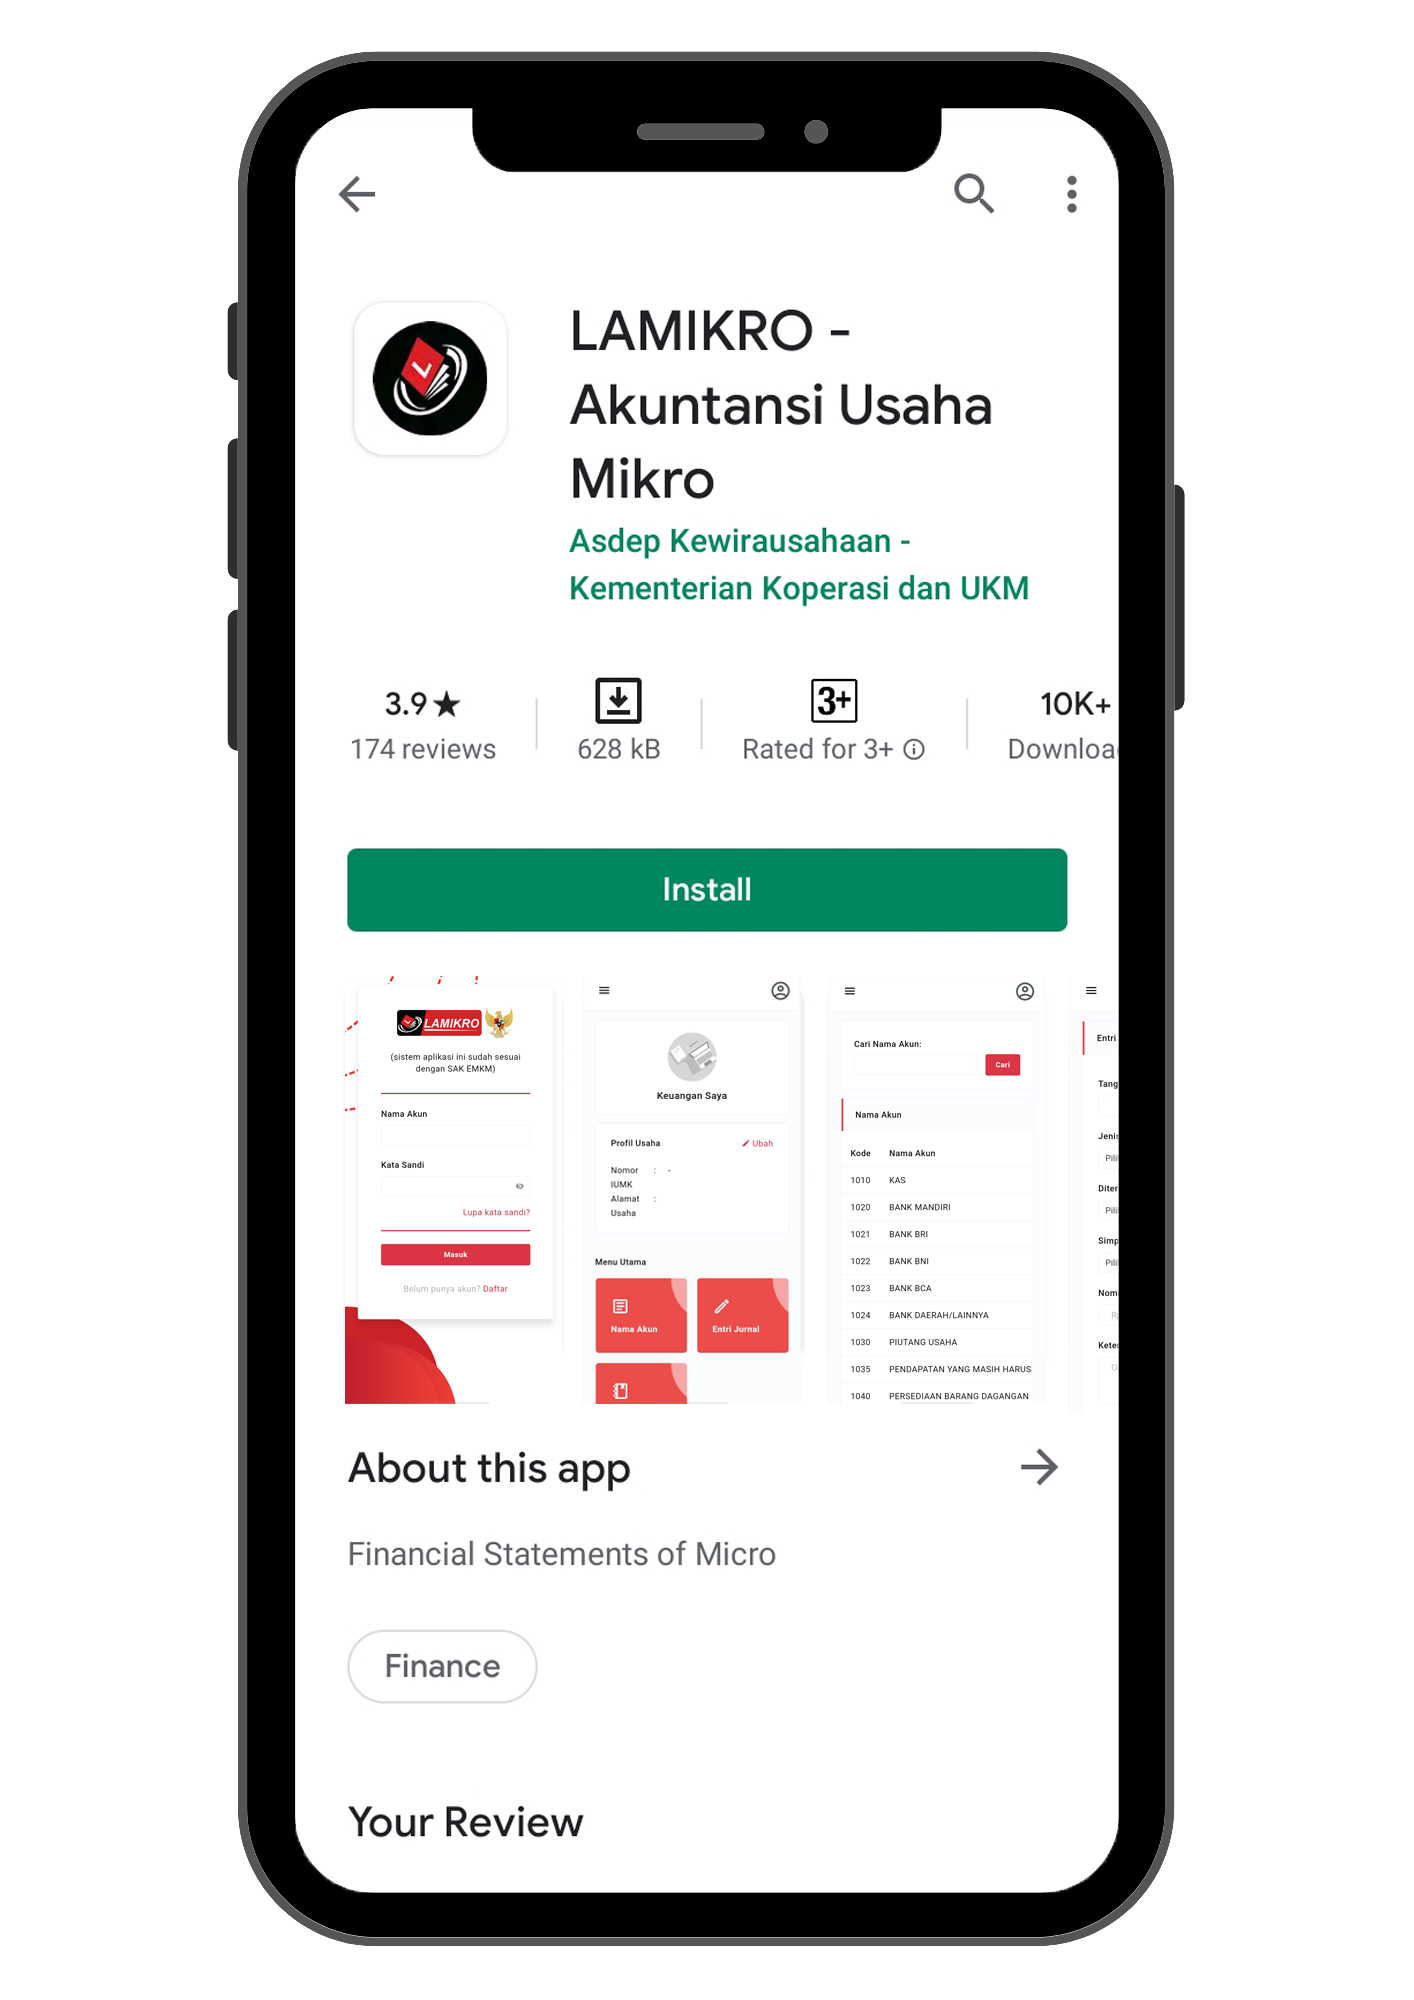 LAMIKRO -
Akuntansi Usaha
Mikro
Asdep Kewirausahaan -
Kementerian Koperasi dan UKM
3.9★
174 reviews
628 kB
3+
Rated for 3+
10K+
Downloa
Install
L
LAMIKRO
(sistem aplikasi ini sudah sesuai
dengan SAK EMKM)
Nama Akun
Kata Sandi
Lupa kata sandi?
Masuk
Belum punya akun? Daftar
Keuangan Saya
Profil Usaha
Ubah
Nomor : -
IUMK
Alamat :
Usaha
Menu Utama
Nama Akun
Entri Jurnal
Cari Nama Akun:
Cari
Nama Akun
Kode Nama Akun
1010 KAS
1020 BANK MANDIRI
1021 BANK BRI
1022 BANK BNI
1023 BANK BCA
1024 BANK DAERAH/LAINNYA
1030 PIUTANG USAHA
1035 PENDAPATAN YANG MASIH HARUS
1040 PERSEDIAAN BARANG DAGANGAN
Entri
Tang
Jenis
Pili
Diter
Pili
Simp
Pili
Nomi
Keter
About this app
Financial Statements of Micro
Finance
Your Review